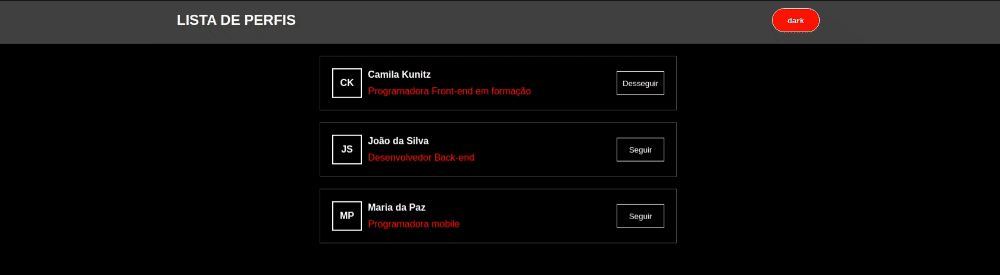 LISTA DE PERFIS
dark
CK
Camila Kunitz
Programadora Front-end em formação
Desseguir
JS
João da Silva
Desenvolvedor Back-end
Seguir
MP
Maria da Paz
Programadora mobile
Seguir